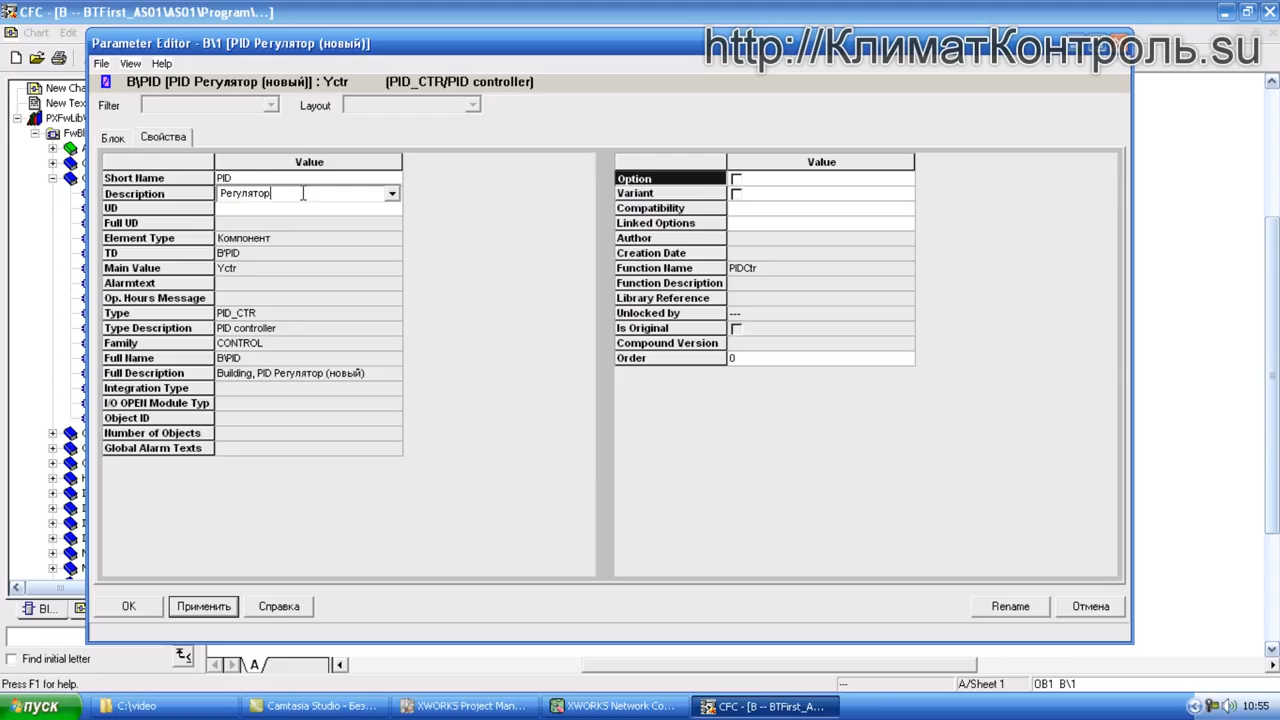 CFC - [B -- BTFirst_AS01\AS01\Program\...]
http://КлиматКонтроль.su
Chart Edit
Parameter Editor - B\1 [PID Регулятор (новый)]
File View Help
B\PID [PID Регулятор (новый)] : Yctr (PID_CTR/PID controller)
Filter Layout
Блок Свойства
New Cha
New Tex
PXFwLib\
FwBl
Value
Short Name PID
Description Регулятор
UD
Full UD
Element Type Компонент
TD B'PID
Main Value Yctr
Alarmtext
Op. Hours Message
Type PID_CTR
Type Description PID controller
Family CONTROL
Full Name B\PID
Full Description Building, PID Регулятор (новый)
Integration Type
I/O OPEN Module Typ
Object ID
Number of Objects
Global Alarm Texts
Value
Option
Variant
Compatibility
Linked Options
Author
Creation Date
Function Name PIDCtr
Function Description
Library Reference
Unlocked by ---
Is Original
Compound Version
Order 0
OK Применить Справка Rename Отмена
Bl...
Find initial letter
A
Press F1 for help. --- A/Sheet 1 OB1 B\1
пуск C:\video Camtasia Studio - Без... XWORKS Project Man... XWORKS Network Co... CFC - [B -- BTFirst_A... 10:55